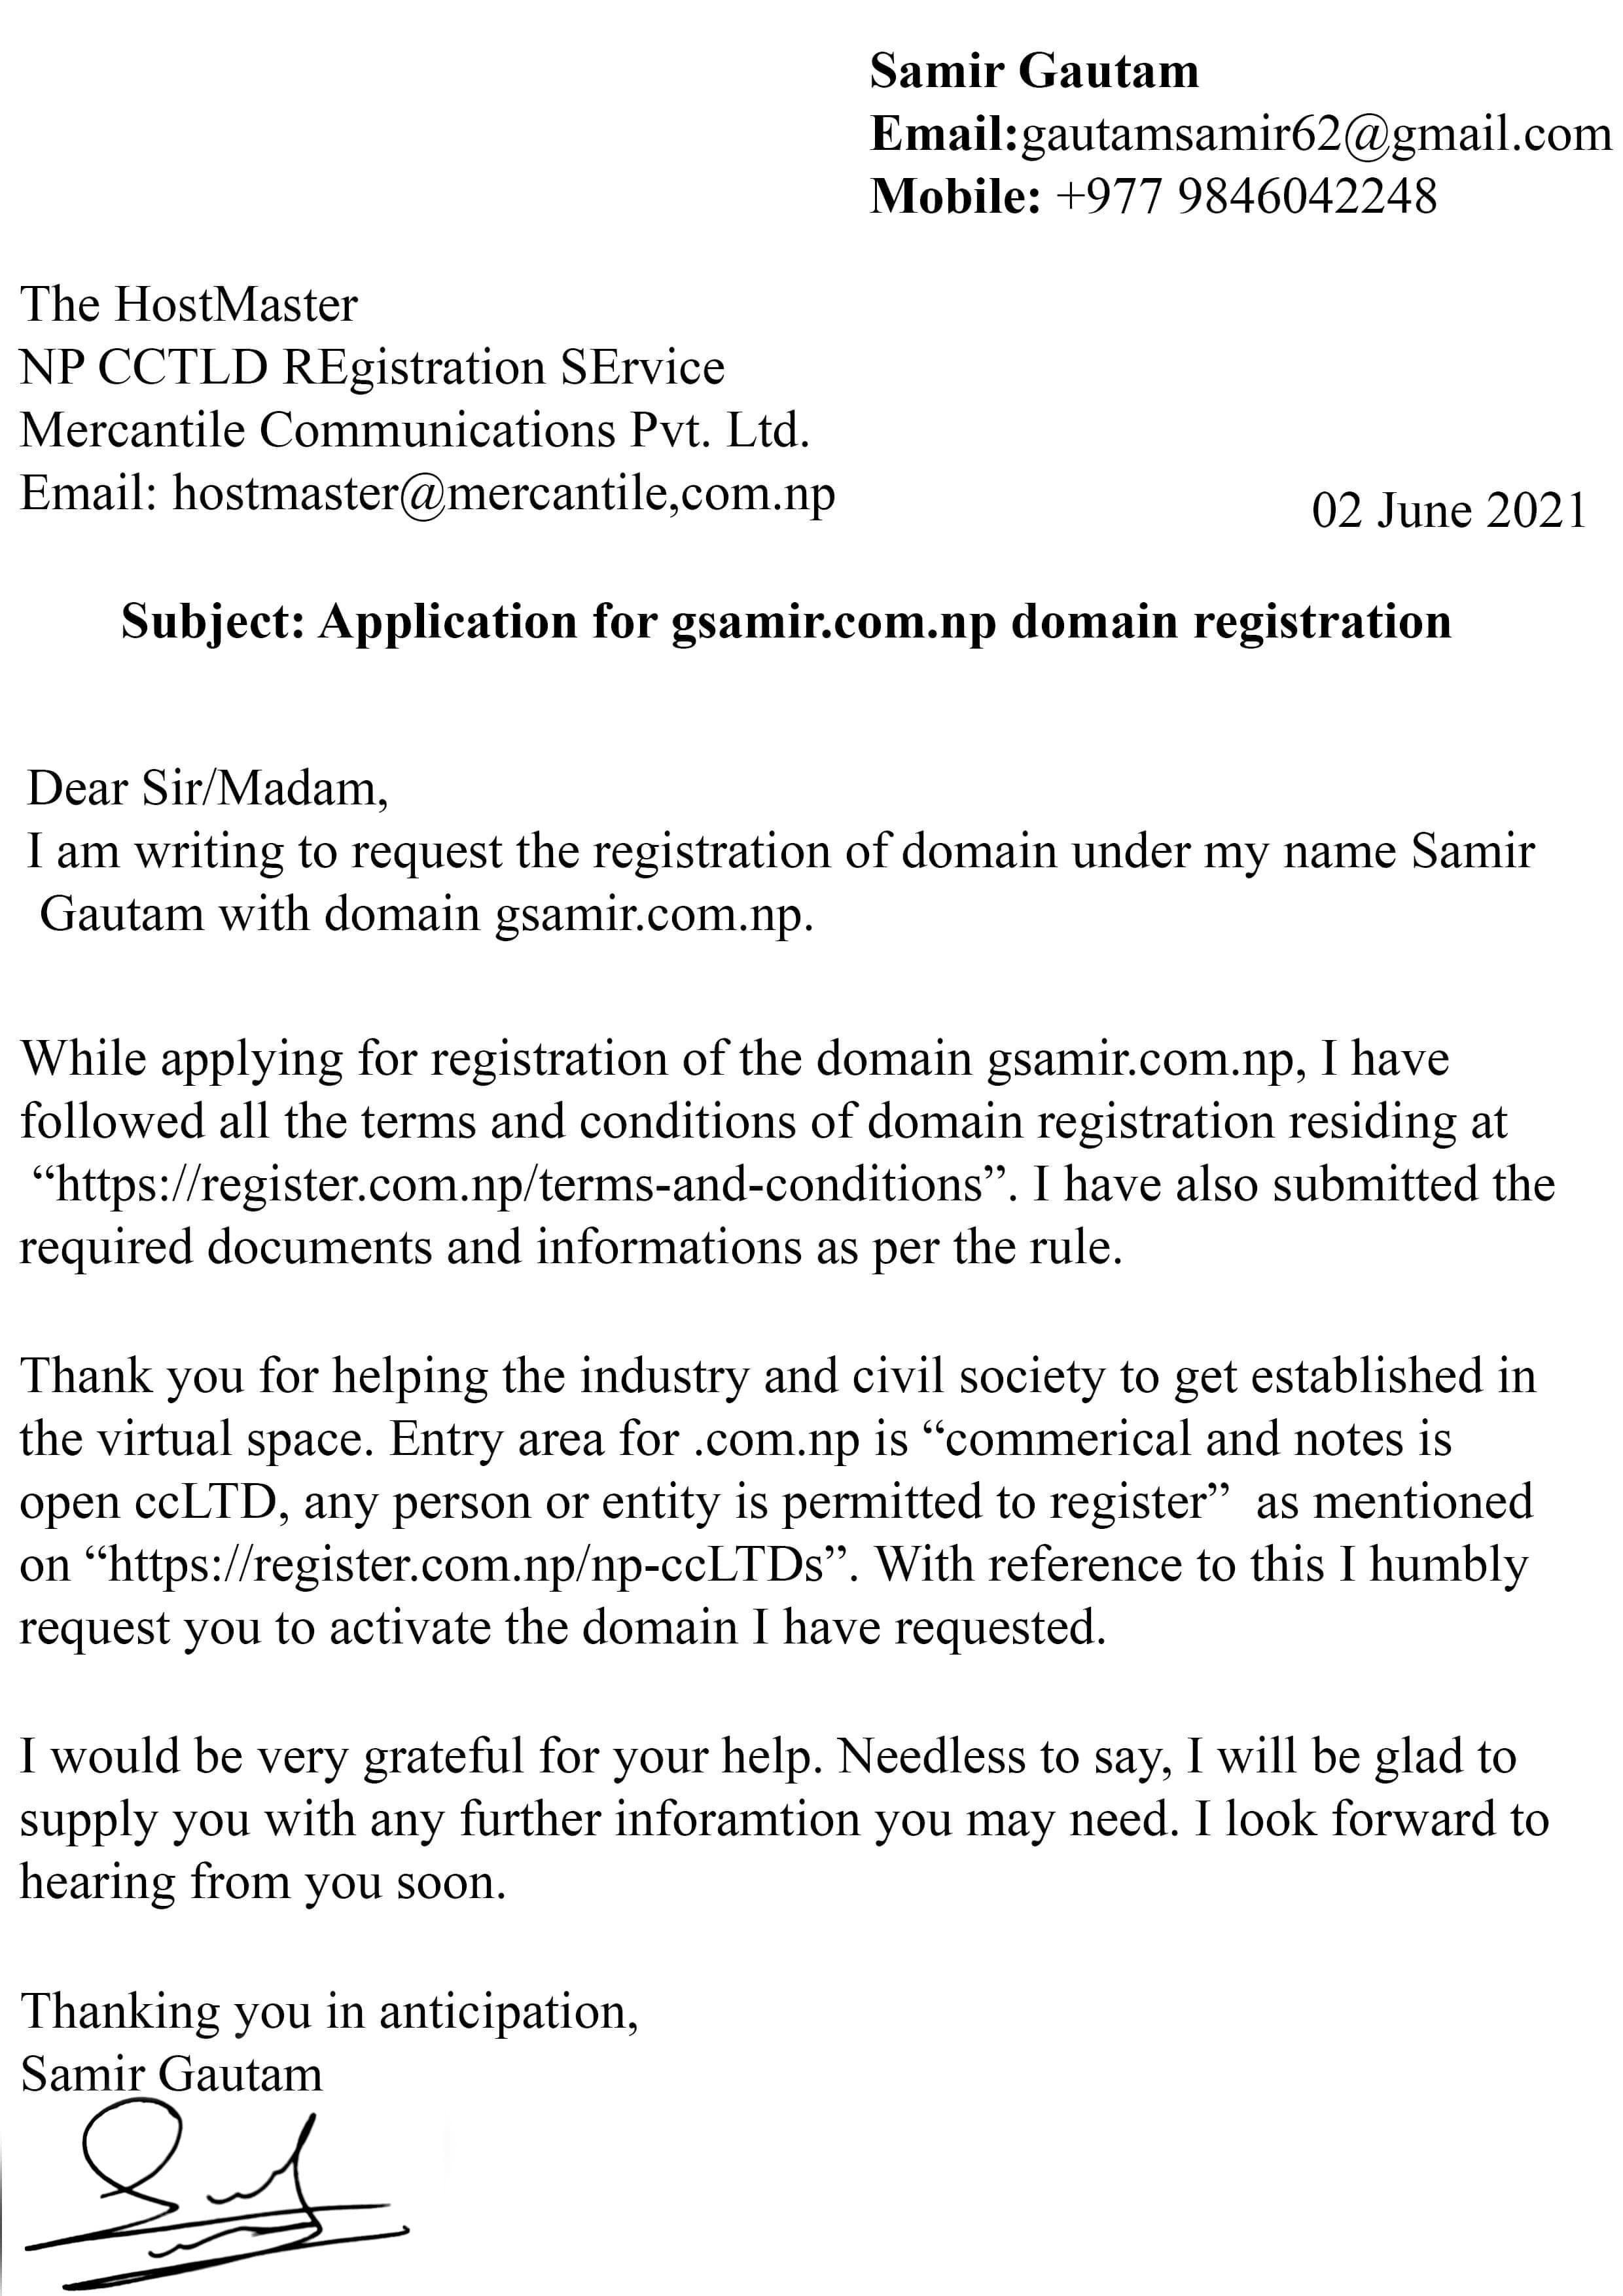 Samir Gautam
Email:gautamsamir62@gmail.com
Mobile: +977 9846042248
The HostMaster
NP CCTLD REgistration SErvice
Mercantile Communications Pvt. Ltd.
Email: hostmaster@mercantile,com.np
02 June 2021
Subject: Application for gsamir.com.np domain registration
Dear Sir/Madam,
I am writing to request the registration of domain under my name Samir
Gautam with domain gsamir.com.np.
While applying for registration of the domain gsamir.com.np, I have
followed all the terms and conditions of domain registration residing at
“https://register.com.np/terms-and-conditions”. I have also submitted the
required documents and informations as per the rule.
Thank you for helping the industry and civil society to get established in
the virtual space. Entry area for .com.np is “commerical and notes is
open ccLTD, any person or entity is permitted to register”  as mentioned
on “https://register.com.np/np-ccLTDs”. With reference to this I humbly
request you to activate the domain I have requested.
I would be very grateful for your help. Needless to say, I will be glad to
supply you with any further inforamtion you may need. I look forward to
hearing from you soon.
Thanking you in anticipation,
Samir Gautam